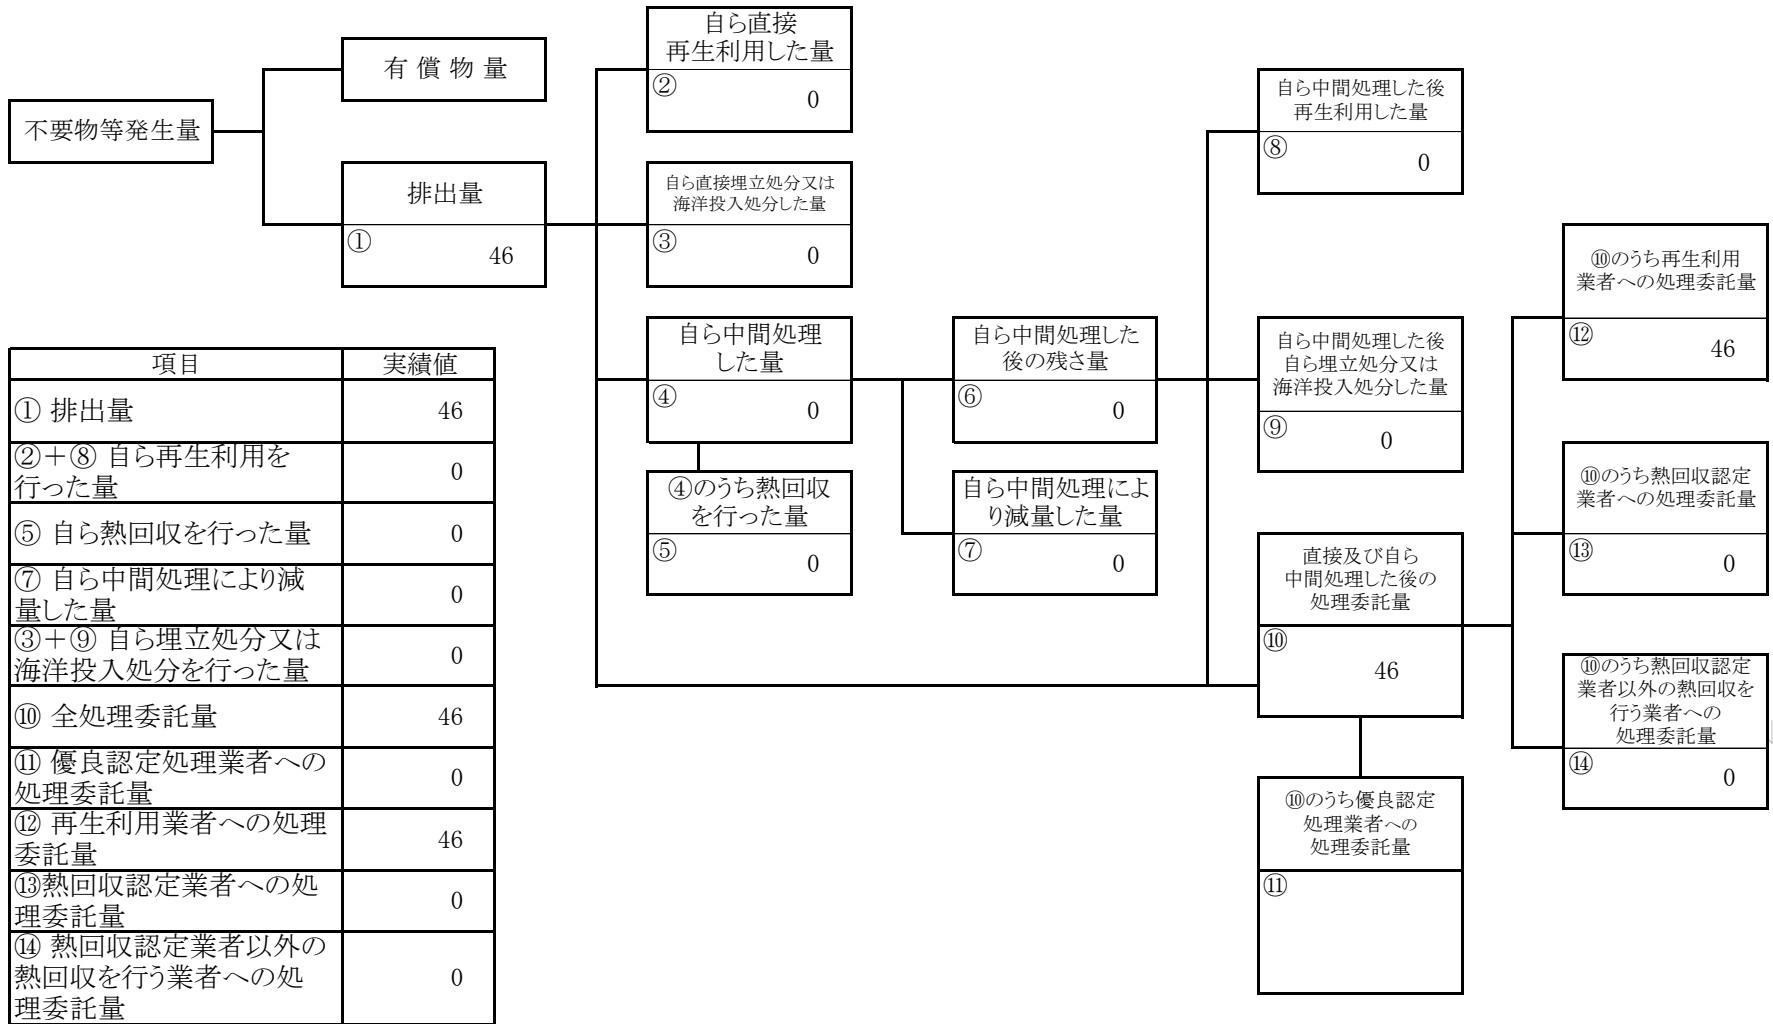 不要物等発生量
有 償 物 量
排出量
①
46
自ら直接
再生利用した量
②
0
自ら直接埋立処分又は
海洋投入処分した量
③
0
自ら中間処理
した量
④
0
④のうち熱回収
を行った量
⑤
0
自ら中間処理した
後の残さ量
⑥
0
自ら中間処理によ
り減量した量
⑦
0
自ら中間処理した後
再生利用した量
⑧
0
自ら中間処理した後
自ら埋立処分又は
海洋投入処分した量
⑨
0
直接及び自ら
中間処理した後の
処理委託量
⑩
46
⑩のうち優良認定
処理業者への
処理委託量
⑪
⑩のうち再生利用
業者への処理委託量
⑫
46
⑩のうち熱回収認定
業者への処理委託量
⑬
0
⑩のうち熱回収認定
業者以外の熱回収を
行う業者への
処理委託量
⑭
0
項目 実績値
① 排出量 46
②＋⑧ 自ら再生利用を
行った量 0
⑤ 自ら熱回収を行った量 0
⑦ 自ら中間処理により減
量した量 0
③＋⑨ 自ら埋立処分又は
海洋投入処分を行った量 0
⑩ 全処理委託量 46
⑪ 優良認定処理業者への
処理委託量 0
⑫ 再生利用業者への処理
委託量 46
⑬熱回収認定業者への処
理委託量 0
⑭ 熱回収認定業者以外の
熱回収を行う業者への処
理委託量 0